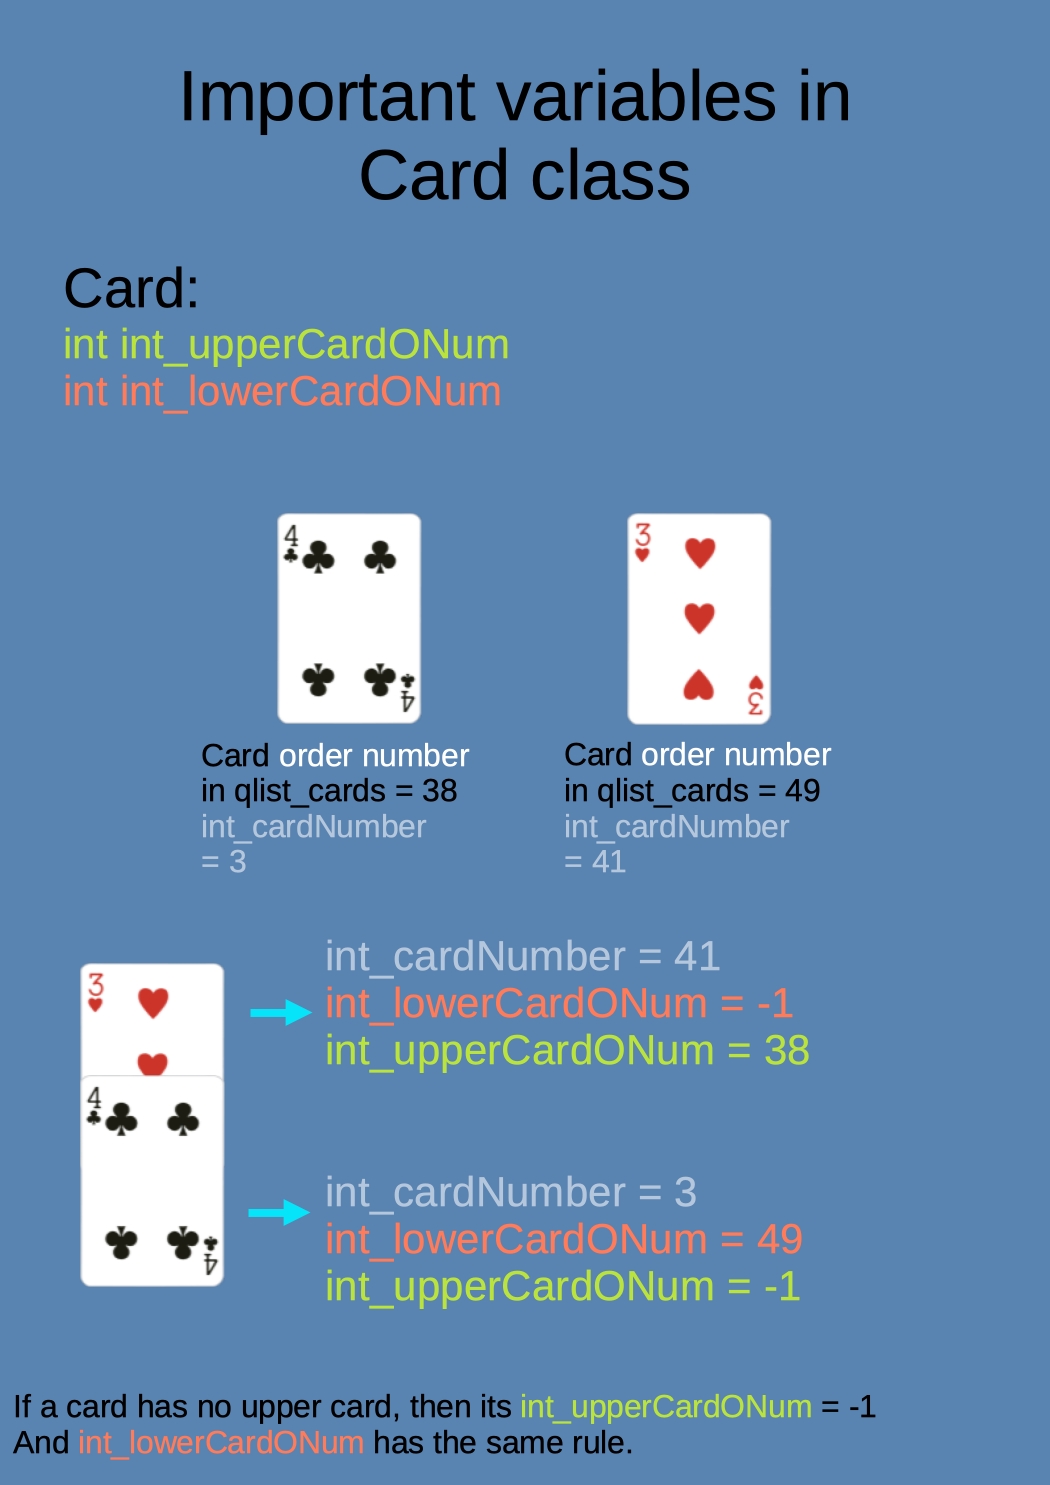 Important variables in
Card class
Card:
int int_upperCardONum
int int_lowerCardONum
4
4
3
3
Card order number
in qlist_cards = 38
int_cardNumber
= 3
Card order number
in qlist_cards = 49
int_cardNumber
= 41
3
int_cardNumber = 41
int_lowerCardONum = -1
int_upperCardONum = 38
4
4
int_cardNumber = 3
int_lowerCardONum = 49
int_upperCardONum = -1
If a card has no upper card, then its int_upperCardONum = -1
And int_lowerCardONum has the same rule.